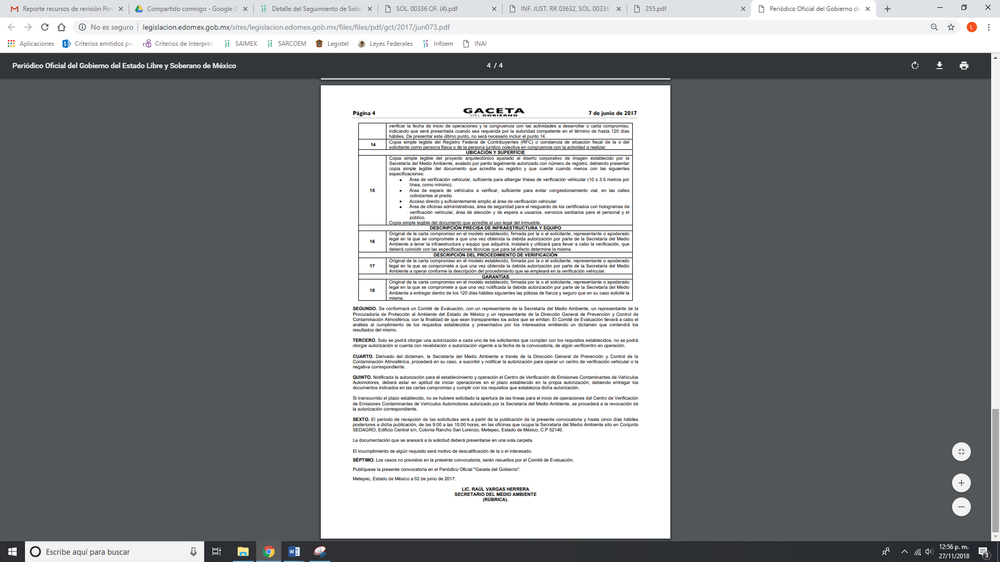 Reporte recursos de revisión Pon
Compartido conmigo - Google D
Detalle del Seguimiento de Solic
SOL. 00336 OF. (4).pdf
INF. JUST. RR 03632, SOL. 00336
255.pdf
Periódico Oficial del Gobierno de
No es seguro | legislacion.edomex.gob.mx/sites/legislacion.edomex.gob.mx/files/files/pdf/gct/2017/jun073.pdf
L
Aplicaciones
Criterios emitidos po
Criterios de Interpret
SAIMEX
SARCOEM
Legistel
Leyes Federales
Infoem
INAI
Periódico Oficial del Gobierno del Estado Libre y Soberano de México
4 / 4
Página 4
GACETA
DEL GOBIERNO
7 de junio de 2017
verificar la fecha de inicio de operaciones y la congruencia con las actividades a desarrollar o carta compromiso,
indicando que será presentada cuando sea requerida por la autoridad competente en el término de hasta 120 días
hábiles. De presentar este último punto, no será necesario incluir el punto 14.
14
Copia simple legible del Registro Federal de Contribuyentes (RFC) o constancia de situación fiscal de la o del
solicitante como persona física o de la persona jurídico colectiva en congruencia con la actividad a realizar.
UBICACIÓN Y SUPERFICIE
15
Copia simple legible del proyecto arquitectónico ajustado al diseño corporativo de imagen establecido por la
Secretaría del Medio Ambiente, avalado por perito legalmente autorizado con número de registro, debiendo presentar
copia simple legible del documento que acredite su registro y que cuente cuando menos con las siguientes
especificaciones:
• Área de verificación vehicular, suficiente para albergar líneas de verificación vehicular (10 x 3.5 metros por
línea, como mínimo).
• Área de espera de vehículos a verificar, suficiente para evitar congestionamiento vial, en las calles
colindantes al predio.
• Acceso directo y suficientemente amplio al área de verificación vehicular.
• Área de oficinas administrativas, área de seguridad para el resguardo de los certificados con hologramas de
verificación vehicular, área de atención y de espera a usuarios, servicios sanitarios para el personal y el
público.
Copia simple legible del documento que acredite el uso legal del inmueble.
DESCRIPCIÓN PRECISA DE INFRAESTRUCTURA Y EQUIPO
16
Original de la carta compromiso en el modelo establecido, firmada por la o el solicitante, representante o apoderado
legal en la que se compromete a que una vez obtenida la debida autorización por parte de la Secretaría del Medio
Ambiente a tener la infraestructura y equipo que adquirirá, instalará y utilizará para llevar a cabo la verificación, que
deberá coincidir con las especificaciones técnicas que para tal efecto determine la misma.
DESCRIPCIÓN DEL PROCEDIMIENTO DE VERIFICACIÓN
17
Original de la carta compromiso en el modelo establecido, firmada por la o el solicitante, representante o apoderado
legal en la que se compromete a que una vez obtenida la debida autorización por parte de la Secretaría del Medio
Ambiente a operar conforme la descripción del procedimiento que se empleará en la verificación vehicular.
GARANTÍAS
18
Original de la carta compromiso en el modelo establecido, firmada por la o el solicitante, representante o apoderado
legal en la que se compromete a que una vez notificada la debida autorización por parte de la Secretaría del Medio
Ambiente a entregar dentro de los 120 días hábiles siguientes las pólizas de fianza y seguro que en su caso solicite la
misma.
SEGUNDO. Se conformará un Comité de Evaluación, con un representante de la Secretaría del Medio Ambiente, un representante de la
Procuraduría de Protección al Ambiente del Estado de México y un representante de la Dirección General de Prevención y Control de
Contaminación Atmosférica, con la finalidad de que sean transparentes los actos que se emitan. El Comité de Evaluación llevará a cabo el
análisis al cumplimiento de los requisitos establecidos y presentados por los interesados emitiendo un dictamen que contendrá los
resultados del mismo.
TERCERO. Solo se podrá otorgar una autorización a cada uno de los solicitantes que cumplan con los requisitos establecidos, no se podrá
otorgar autorización si cuenta con revalidación o autorización vigente a la fecha de la convocatoria, de algún verificentro en operación.
CUARTO. Derivado del dictamen, la Secretaría del Medio Ambiente a través de la Dirección General de Prevención y Control de la
Contaminación Atmosférica, procederá en su caso, a suscribir y notificar la autorización para operar un centro de verificación vehicular o la
negativa correspondiente.
QUINTO. Notificada la autorización para el establecimiento y operación el Centro de Verificación de Emisiones Contaminantes de Vehículos
Automotores, deberá estar en aptitud de iniciar operaciones en el plazo establecido en la propia autorización, debiendo entregar los
documentos indicados en las cartas compromiso y cumplir con los requisitos que establezca dicha autorización.
Si transcurrido el plazo establecido, no se hubiere solicitado la apertura de las líneas para el inicio de operaciones del Centro de Verificación
de Emisiones Contaminantes de Vehículos Automotores autorizado por la Secretaría del Medio Ambiente, se procederá a la revocación de
la autorización correspondiente.
SEXTO. El período de recepción de las solicitudes será a partir de la publicación de la presente convocatoria y hasta cinco días hábiles
posteriores a dicha publicación, de las 9:00 a las 15:00 horas, en las oficinas que ocupa la Secretaria del Medio Ambiente sito en Conjunto
SEDAGRO, Edificio Central s/n, Colonia Rancho San Lorenzo, Metepec, Estado de México, C.P 52140.
La documentación que se anexará a la solicitud deberá presentarse en una sola carpeta.
El incumplimiento de algún requisito será motivo de descalificación de la o el interesado.
SÉPTIMO. Los casos no previstos en la presente convocatoria, serán resueltos por el Comité de Evaluación.
Publíquese la presente convocatoria en el Periódico Oficial "Gaceta del Gobierno".
Metepec, Estado de México a 02 de junio de 2017.
LIC. RAÚL VARGAS HERRERA
SECRETARIO DEL MEDIO AMBIENTE
(RÚBRICA).
Escribe aquí para buscar
12:56 p. m.
27/11/2018
3